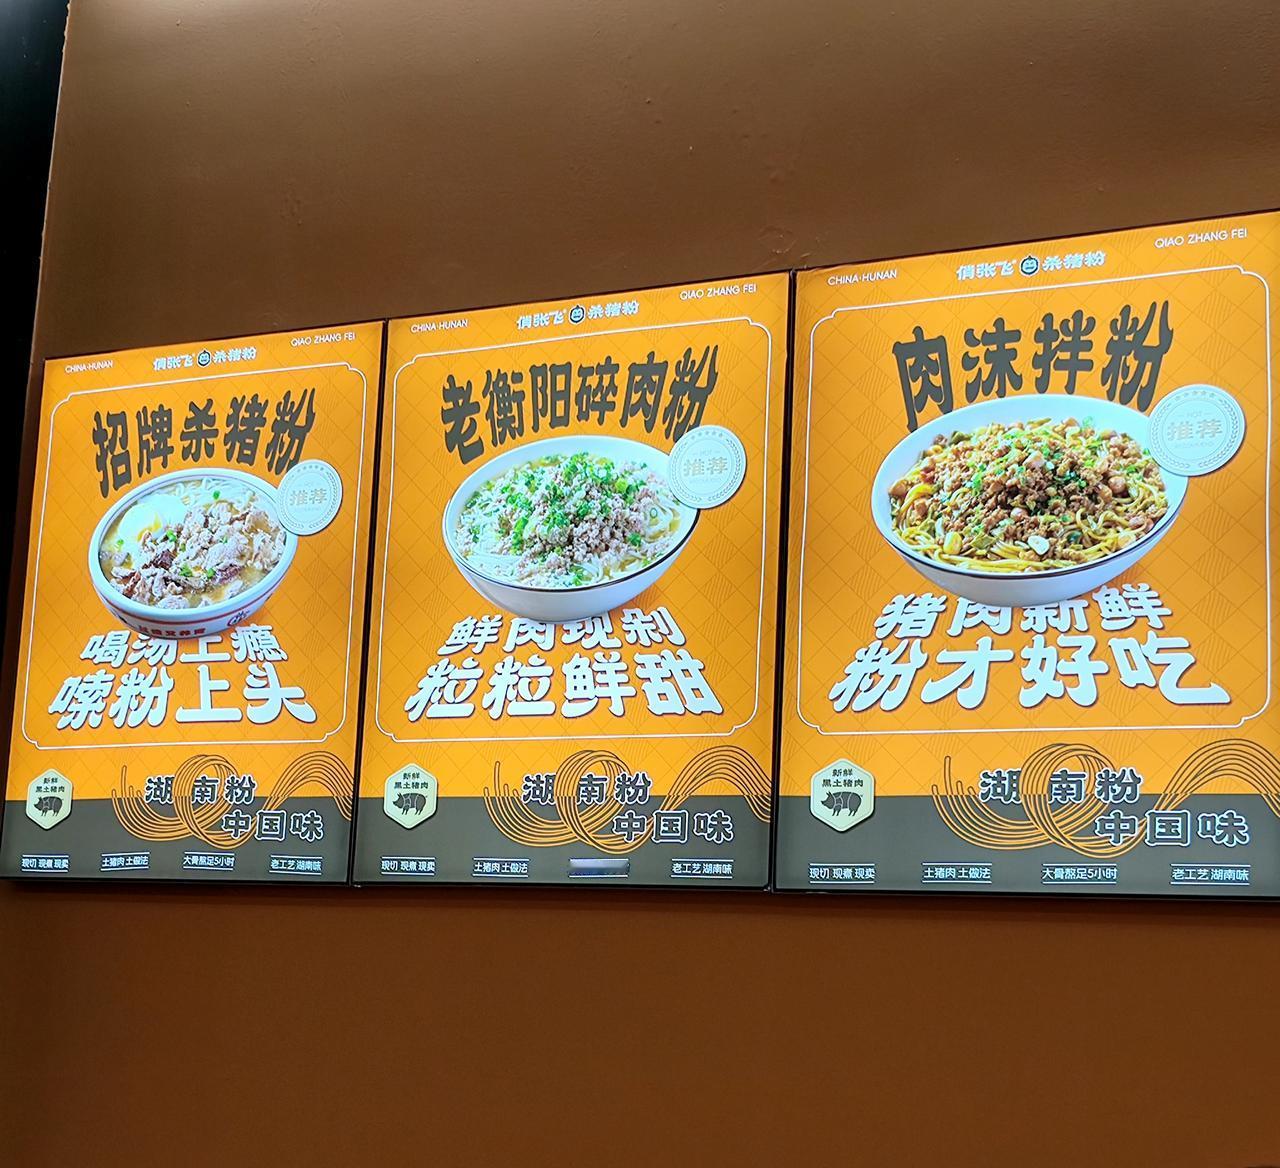 CHINA·HUNAN
俏张飞 杀猪粉
QIAO ZHANG FEI
招牌杀猪粉
推荐
喝汤上瘾
嗦粉上头
新鲜
黑土猪肉
湖南粉
中国味
现切 现煮 现卖
土猪肉 土做法
大骨熬足5小时
老工艺 湖南味
CHINA·HUNAN
俏张飞 杀猪粉
QIAO ZHANG FEI
老衡阳碎肉粉
推荐
鲜肉现剁
粒粒鲜甜
新鲜
黑土猪肉
湖南粉
中国味
现切 现煮 现卖
土猪肉 土做法
老工艺 湖南味
CHINA·HUNAN
俏张飞 杀猪粉
QIAO ZHANG FEI
肉沫拌粉
HOT
推荐
猪肉新鲜
粉才好吃
新鲜
黑土猪肉
湖南粉
中国味
现切 现煮 现卖
土猪肉 土做法
大骨熬足5小时
老工艺 湖南味